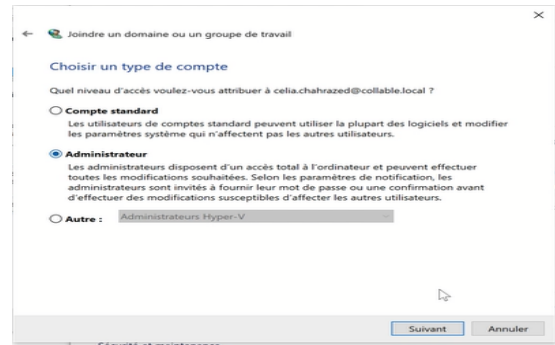 Joindre un domaine ou un groupe de travail
Choisir un type de compte
Quel niveau d'accès voulez-vous attribuer à celia.chahrazed@collable.local ?
Compte standard
Les utilisateurs de comptes standard peuvent utiliser la plupart des logiciels et modifier
les paramètres système qui n'affectent pas les autres utilisateurs.
Administrateur
Les administrateurs disposent d'un accès total à l'ordinateur et peuvent effectuer
toutes les modifications souhaitées. Selon les paramètres de notification, les
administrateurs sont invités à fournir leur mot de passe ou une confirmation avant
d'effectuer des modifications susceptibles d'affecter les autres utilisateurs.
Autre : Administrateurs Hyper-V
Suivant Annuler
Sécurité et maintenance